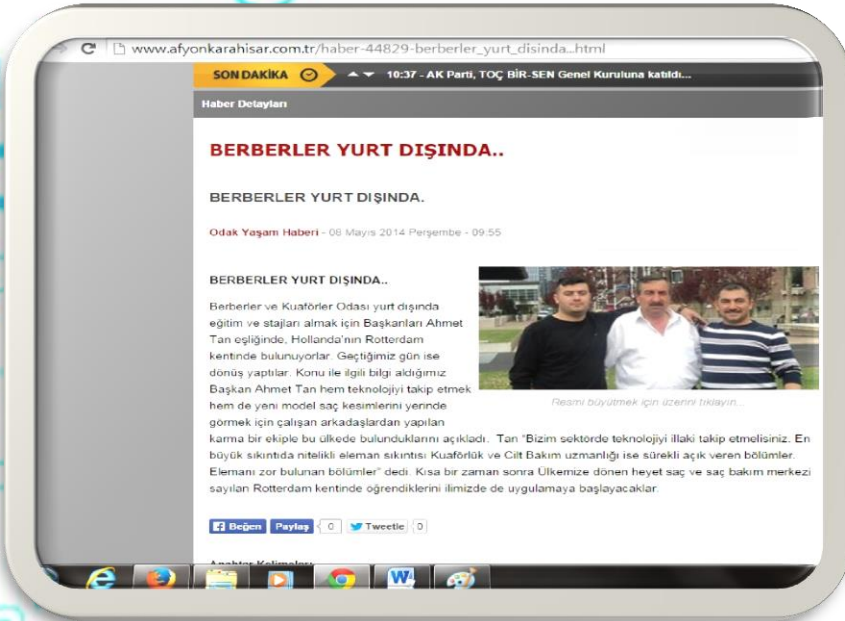 www.afyonkarahisar.com.tr/haber-44829-berberler_yurt_disinda..html
SON DAKİKA 10:37 - AK Parti, TOÇ BİR-SEN Genel Kuruluna katıldı...
Haber Detayları
BERBERLER YURT DIŞINDA..
BERBERLER YURT DIŞINDA.
Odak Yaşam Haberi - 08 Mayıs 2014 Perşembe - 09:55
BERBERLER YURT DIŞINDA..
Berberler ve Kuaförler Odası yurt dışında
eğitim ve stajları almak için Başkanları Ahmet
Tan eşliğinde, Hollanda'nın Rotterdam
kentinde bulunuyorlar. Geçtiğimiz gün ise
dönüş yaptılar. Konu ile ilgili bilgi aldığımız
Başkan Ahmet Tan hem teknolojiyi takip etmek
hem de yeni model saç kesimlerini yerinde
görmek için çalışan arkadaşlardan yapılan
karma bir ekiple bu ülkede bulunduklarını açıkladı. Tan "Bizim sektörde teknolojiyi illaki takip etmelisiniz. En
büyük sıkıntıda nitelikli eleman sıkıntısı Kuaförlük ve Cilt Bakım uzmanlığı ise sürekli açık veren bölümler.
Elemanı zor bulunan bölümler" dedi. Kısa bir zaman sonra Ülkemize dönen heyet saç ve saç bakım merkezi
sayılan Rotterdam kentinde öğrendiklerini ilimizde de uygulamaya başlayacaklar.
Resmi büyütmek için üzerini tıklayın...
Beğen Paylaş 0 Tweetle 0
Anahtar Kelimeler